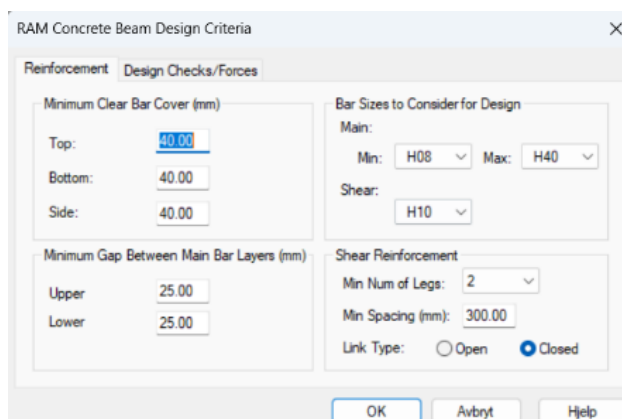 RAM Concrete Beam Design Criteria
Reinforcement Design Checks/Forces
Minimum Clear Bar Cover (mm)
Top: 40.00
Bottom: 40.00
Side: 40.00
Bar Sizes to Consider for Design
Main:
Min: H08 Max: H40
Shear:
H10
Minimum Gap Between Main Bar Layers (mm)
Upper 25.00
Lower 25.00
Shear Reinforcement
Min Num of Legs: 2
Min Spacing (mm): 300.00
Link Type: Open Closed
OK Avbryt Hjelp